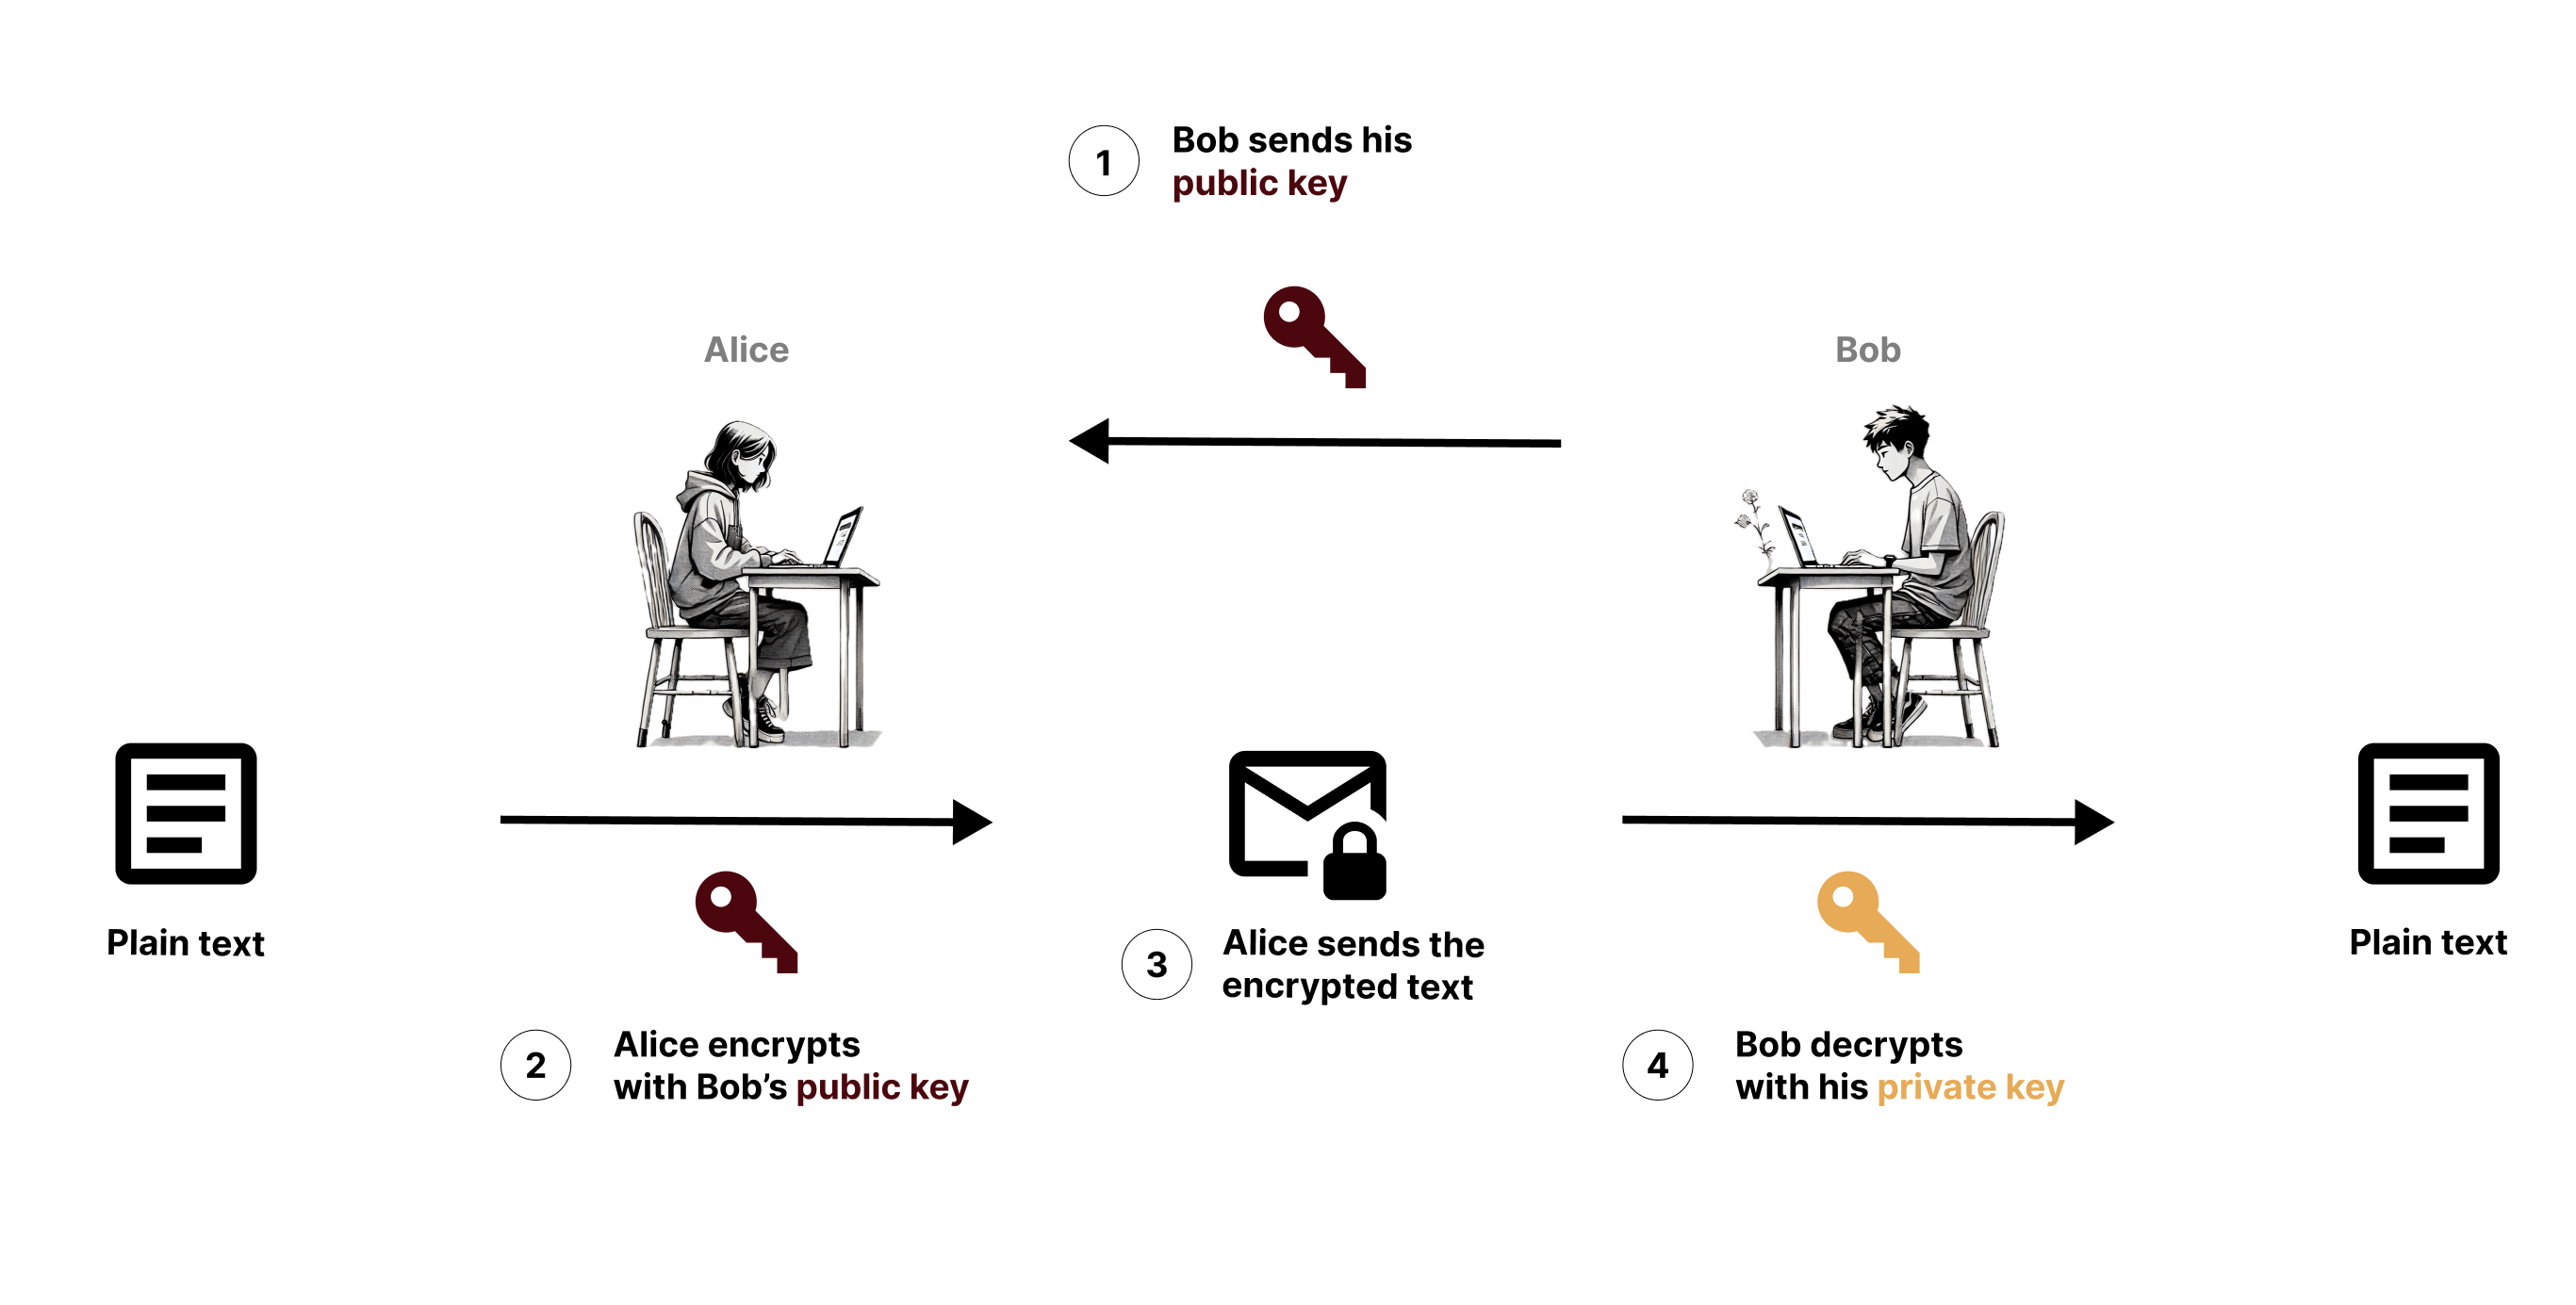 1
Bob sends his
public key
Alice
Bob
Plain text
2
Alice encrypts
with Bob’s public key
3
Alice sends the
encrypted text
4
Bob decrypts
with his private key
Plain text